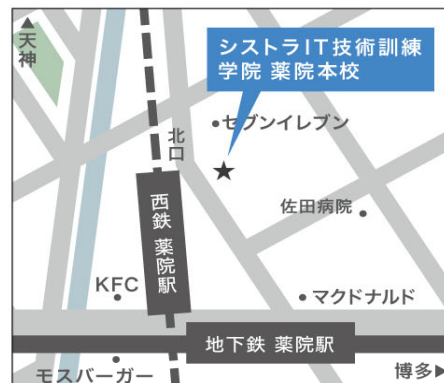 ▲
天神
シストラIT技術訓練
学院 薬院本校
セブンイレブン
北口
★
西鉄 薬院駅
佐田病院
KFC
マクドナルド
地下鉄 薬院駅
モスバーガー
博多▶